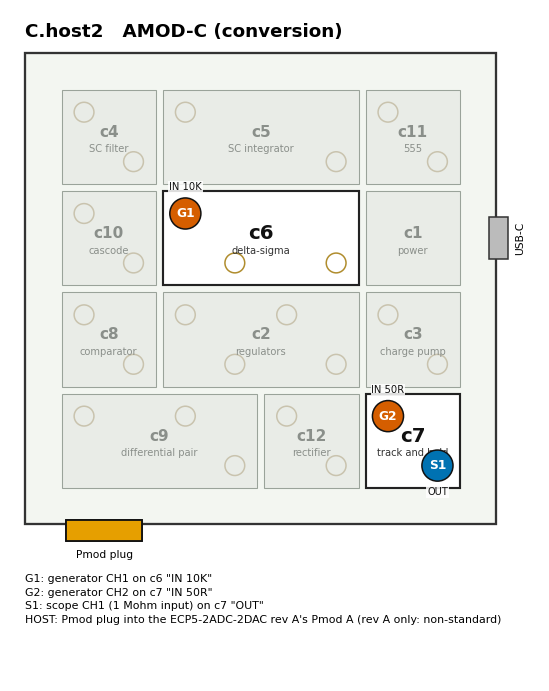 C.host2 AMOD-C (conversion)
c4
SC filter
c5
SC integrator
c11
555
IN 10K
G1
c10
cascode
c6
delta-sigma
c1
power
USB-C
c8
comparator
c2
regulators
c3
charge pump
IN 50R
G2
c9
differential pair
c12
rectifier
c7
track and hold
S1
OUT
Pmod plug
G1: generator CH1 on c6 "IN 10K"
G2: generator CH2 on c7 "IN 50R"
S1: scope CH1 (1 Mohm input) on c7 "OUT"
HOST: Pmod plug into the ECP5-2ADC-2DAC rev A's Pmod A (rev A only: non-standard)